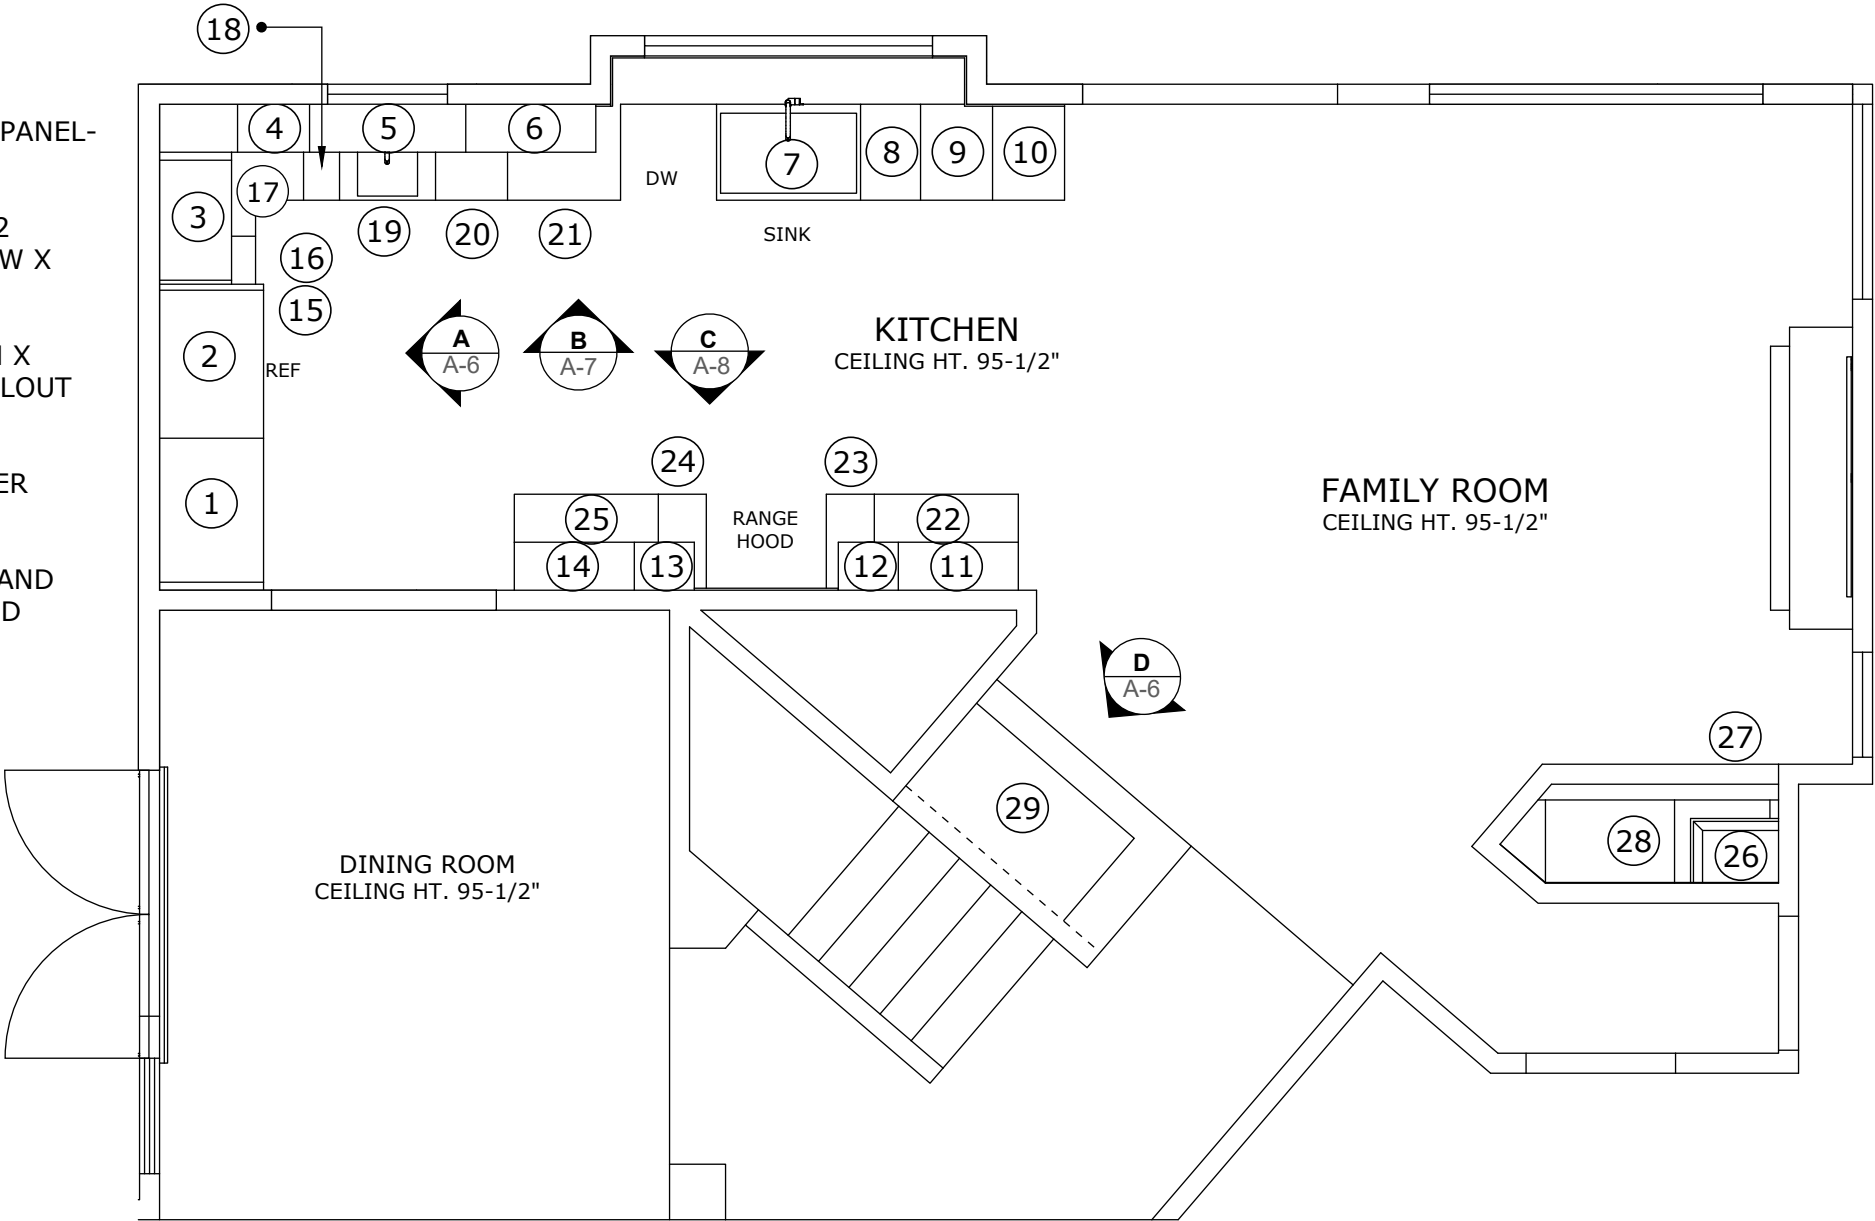 18
PANEL-
4
5
6
7
8
9
10
DW
17
3
2
W X
19
20
21
SINK
16
15
X
LOUT
2
REF
A
A-6
B
A-7
C
A-8
KITCHEN
CEILING HT. 95-1/2"
24
23
ER
1
25
RANGE
HOOD
22
FAMILY ROOM
CEILING HT. 95-1/2"
14
13
12
11
AND
D
D
A-6
27
29
28
26
DINING ROOM
CEILING HT. 95-1/2"